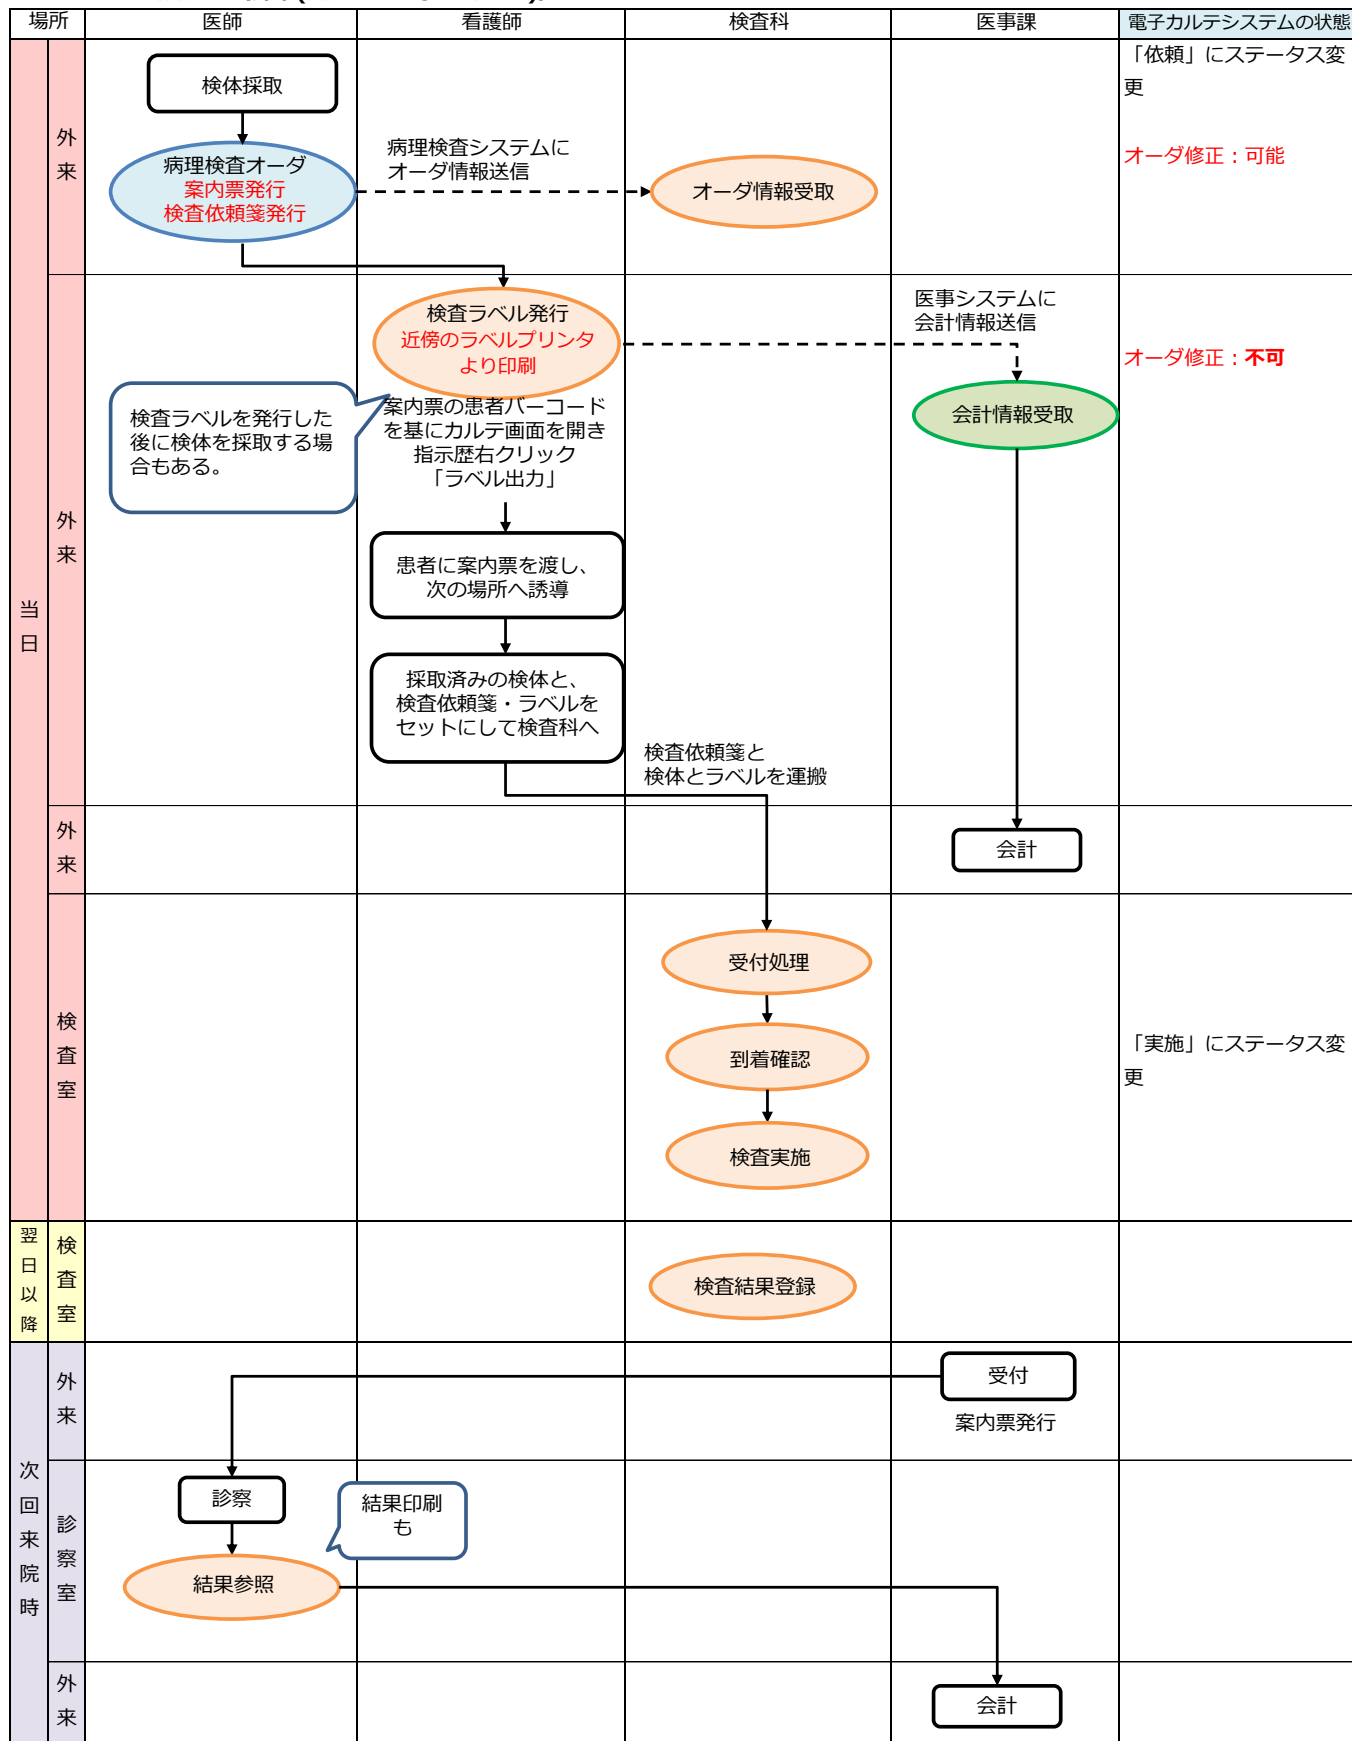 場所
医師
看護師
検査科
医事課
電子カルテシステムの状態
当日
外来
検体採取
病理検査オーダ
案内票発行
検査依頼箋発行
病理検査システムに
オーダ情報送信
オーダ情報受取
「依頼」にステータス変
更
オーダ修正：可能
外来
検査ラベル発行
近傍のラベルプリンタ
より印刷
医事システムに
会計情報送信
会計情報受取
オーダ修正：不可
検査ラベルを発行した
後に検体を採取する場
合もある。
案内票の患者バーコード
を基にカルテ画面を開き
指示歴右クリック
「ラベル出力」
患者に案内票を渡し、
次の場所へ誘導
採取済みの検体と、
検査依頼箋・ラベルを
セットにして検査科へ
検査依頼箋と
検体とラベルを運搬
外来
会計
検査室
受付処理
到着確認
検査実施
「実施」にステータス変
更
翌日以降
検査室
検査結果登録
次回来院時
外来
受付
案内票発行
診察室
診察
結果印刷
も
結果参照
外来
会計